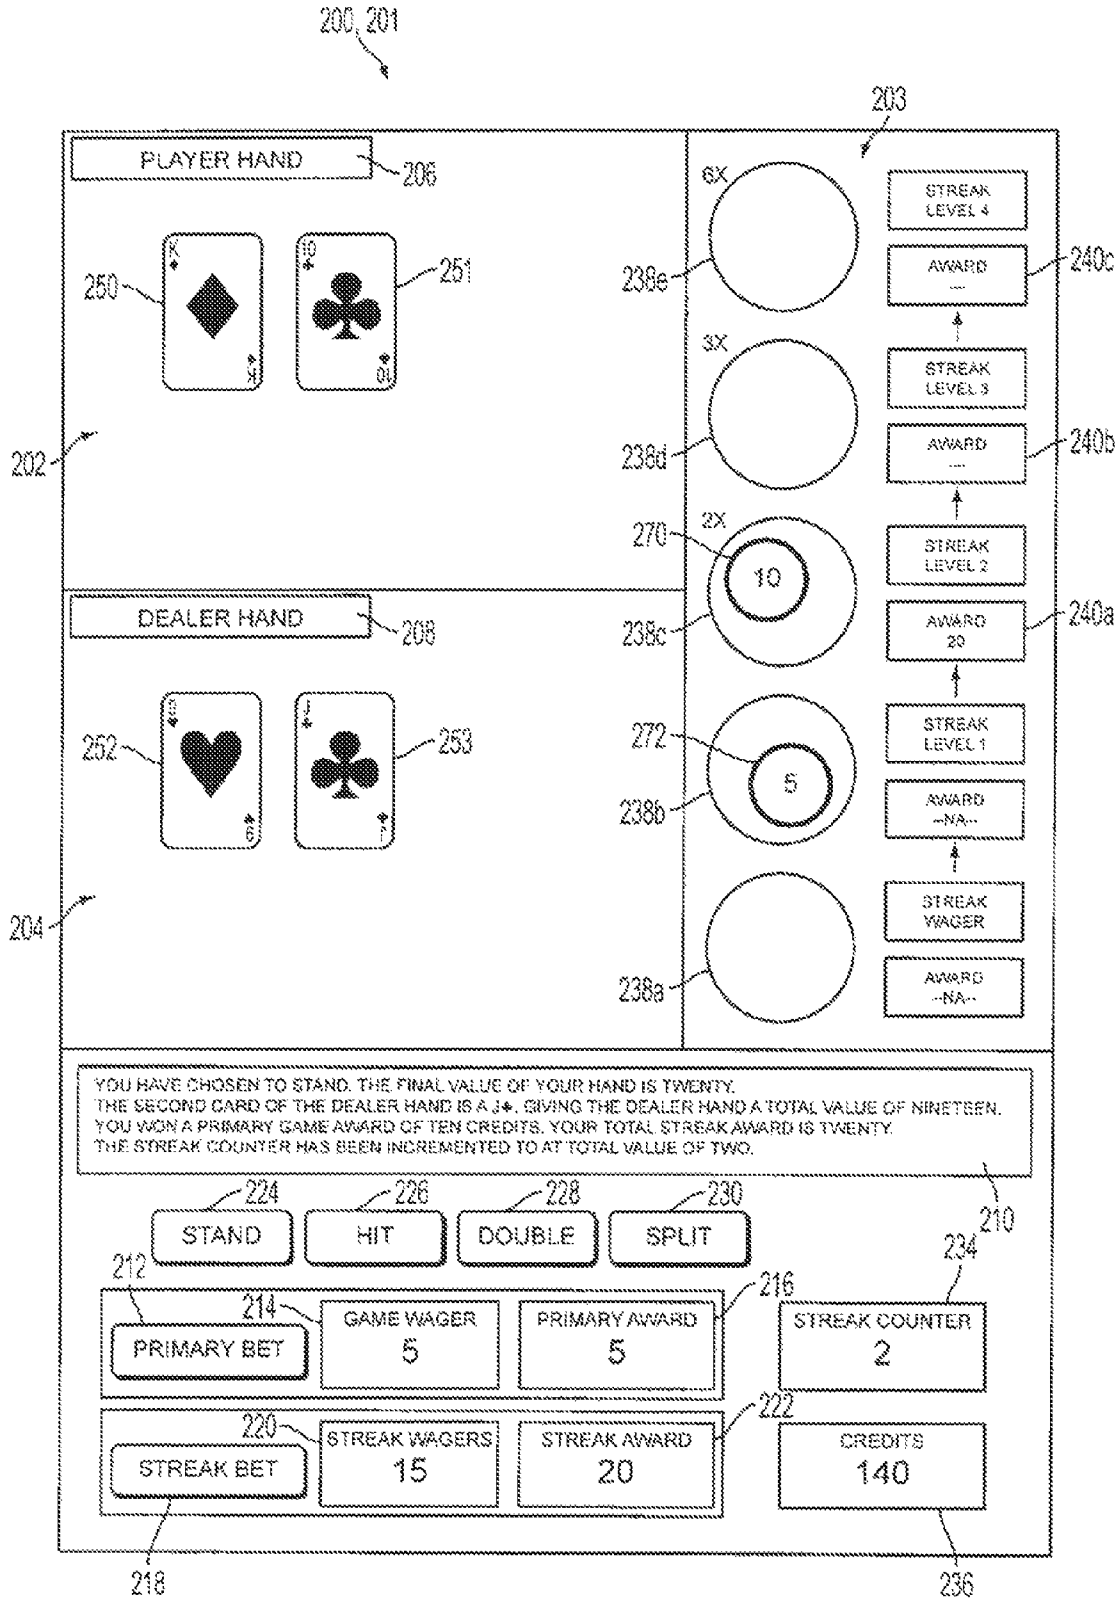 200, 201
203
PLAYER HAND
206
6X
STREAK
LEVEL 4
K
10
250
251
238e
AWARD
---
240c
K
10
3X
STREAK
LEVEL 3
202
238d
AWARD
---
240b
2X
270
10
STREAK
LEVEL 2
DEALER HAND
208
238c
AWARD
20
240a
9
J
252
253
272
5
STREAK
LEVEL 1
238b
AWARD
--NA--
9
J
204
STREAK
WAGER
238a
AWARD
--NA--
YOU HAVE CHOSEN TO STAND. THE FINAL VALUE OF YOUR HAND IS TWENTY.
THE SECOND CARD OF THE DEALER HAND IS A J♣, GIVING THE DEALER HAND A TOTAL VALUE OF NINETEEN.
YOU WON A PRIMARY GAME AWARD OF TEN CREDITS. YOUR TOTAL STREAK AWARD IS TWENTY.
THE STREAK COUNTER HAS BEEN INCREMENTED TO AT TOTAL VALUE OF TWO.
224
226
228
230
210
STAND
HIT
DOUBLE
SPLIT
212
214
216
234
PRIMARY BET
GAME WAGER
5
PRIMARY AWARD
5
STREAK COUNTER
2
220
222
STREAK BET
STREAK WAGERS
15
STREAK AWARD
20
CREDITS
140
218
236